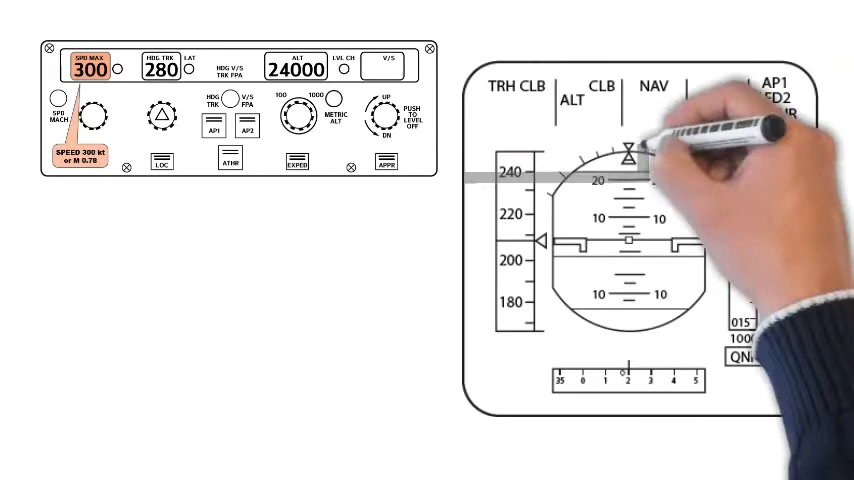 SPD MAX
300
HDG TRK
280
LAT
HDG V/S
TRK FPA
ALT
24000
LVL CH
V/S
SPD
MACH
HDG
TRK
V/S
FPA
AP1
AP2
100
1000
METRIC
ALT
UP
DN
PUSH
TO
LEVEL
OFF
SPEED 300 kt
or M 0.78
LOC
ATHR
EXPED
APPR
TRH CLB
ALT
CLB
NAV
AP1
240
220
200
180
20
10 10
10 10
015
35 0 1 2 3 4 5